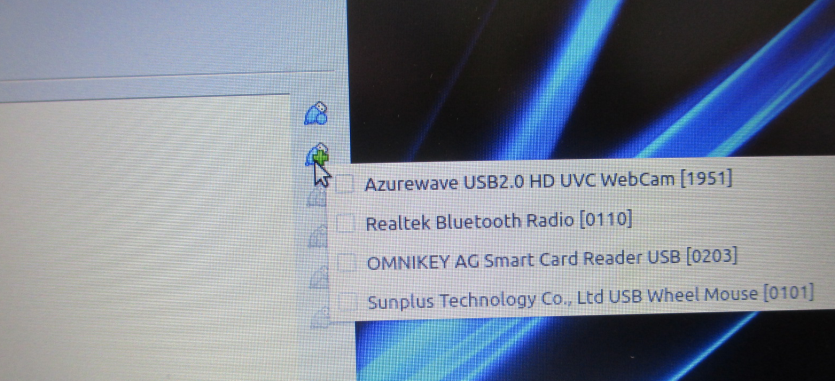 Azurewave USB2.0 HD UVC WebCam [1951]
Realtek Bluetooth Radio [0110]
OMNIKEY AG Smart Card Reader USB [0203]
Sunplus Technology Co., Ltd USB Wheel Mouse [0101]